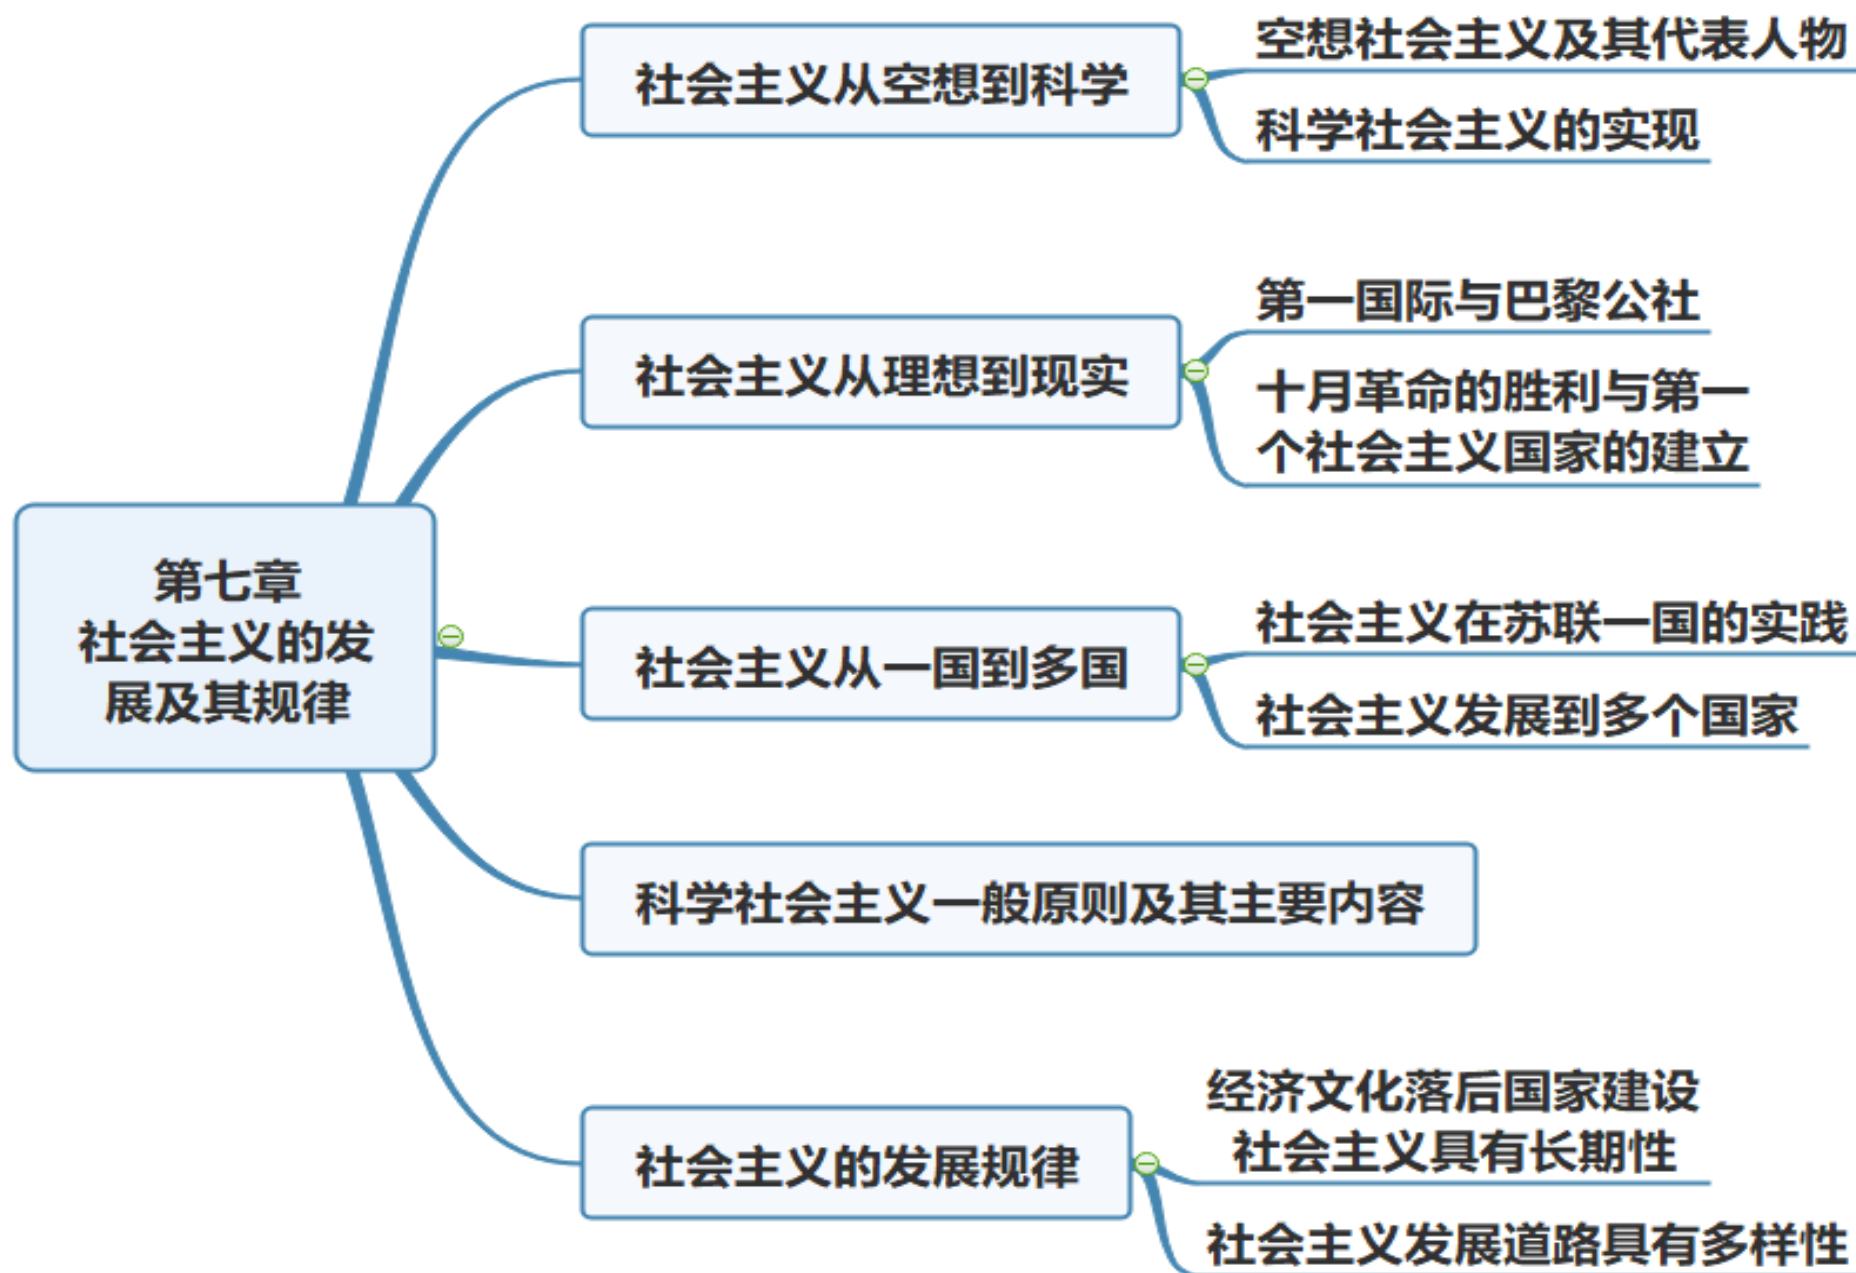 第七章
社会主义的发
展及其规律
社会主义从空想到科学
空想社会主义及其代表人物
科学社会主义的实现
社会主义从理想到现实
第一国际与巴黎公社
十月革命的胜利与第一
个社会主义国家的建立
社会主义从一国到多国
社会主义在苏联一国的实践
社会主义发展到多个国家
科学社会主义一般原则及其主要内容
社会主义的发展规律
经济文化落后国家建设
社会主义具有长期性
社会主义发展道路具有多样性